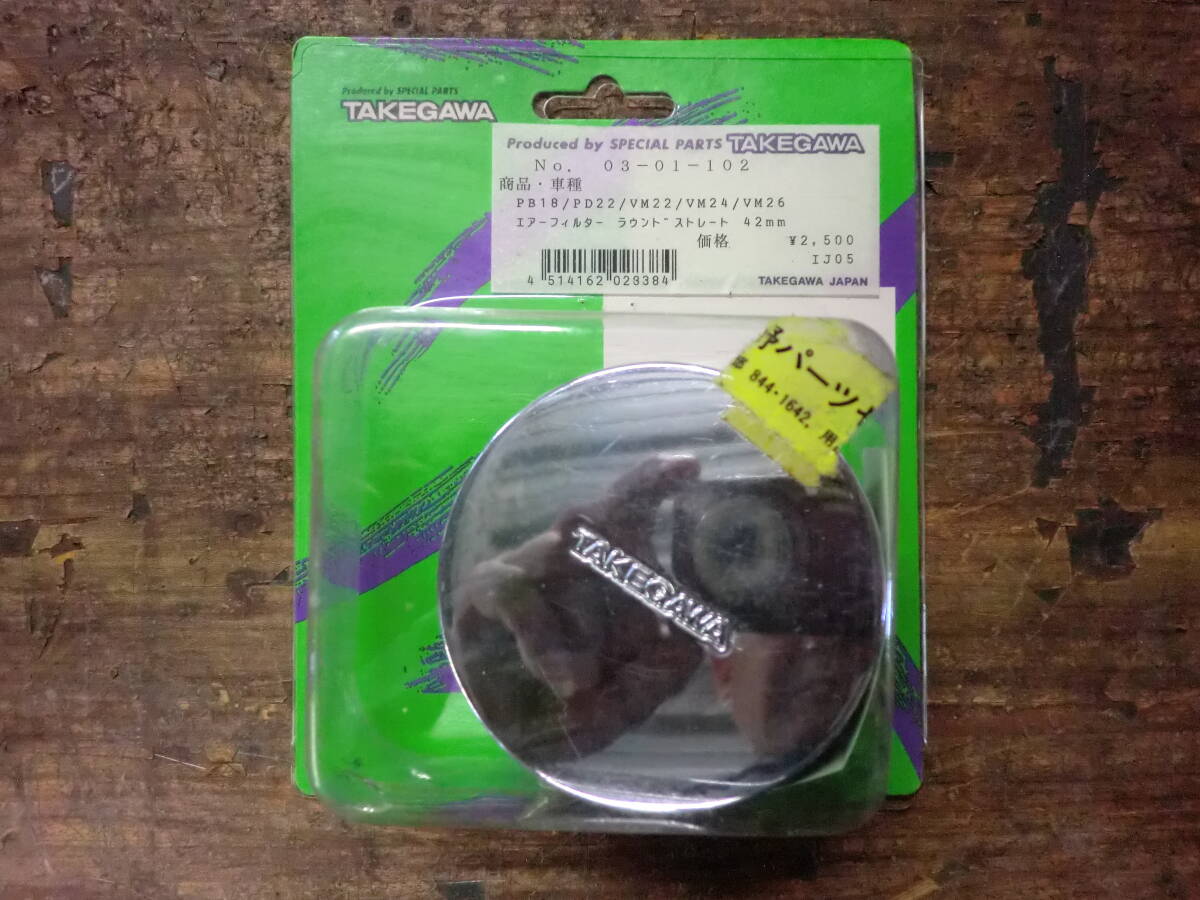 Produced by SPECIAL PARTS
TAKEGAWA
Produced by SPECIAL PARTS TAKEGAWA
No. 03-01-102
商品・車種
PB18/PD22/VM22/VM24/VM26
エアーフィルター ラウンド゛ストレート 42mm
価格 ¥2,500
IJ05
4 514162 029384
TAKEGAWA JAPAN
パーツ
844-1642. 用
TAKEGAWA